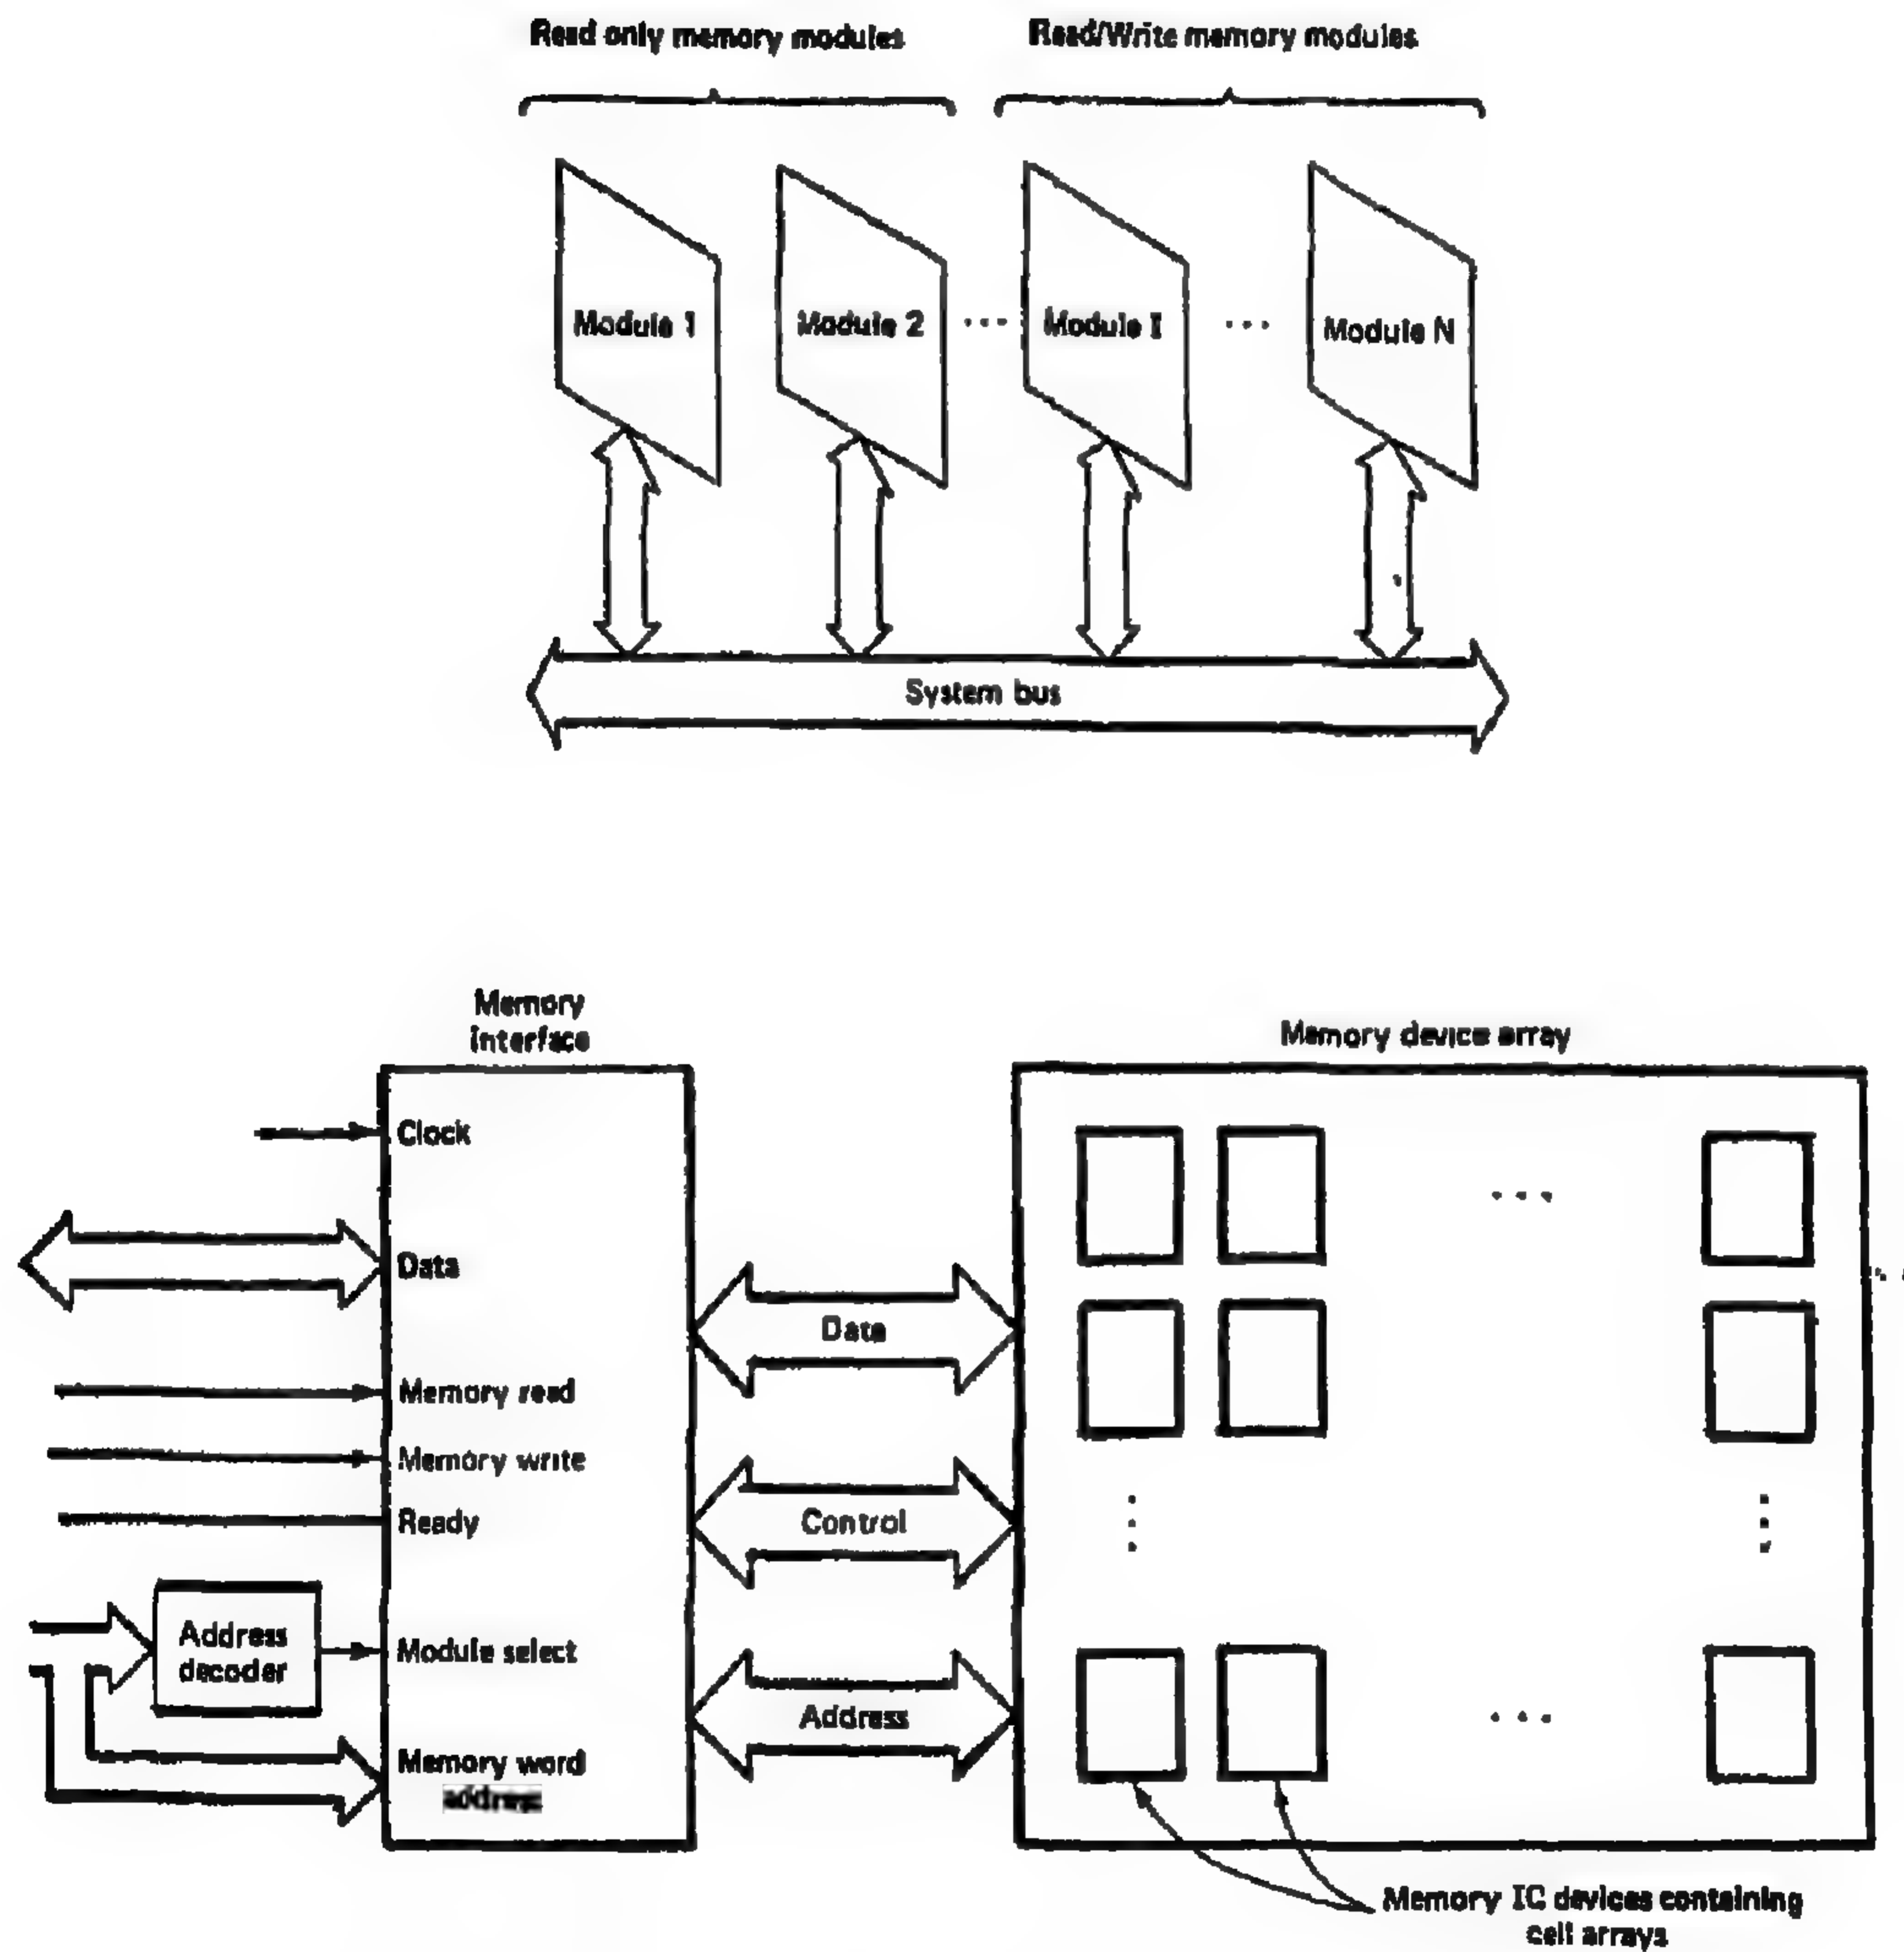 Read only memory modules
Read/Write memory modules
Module 1
Module 2
...
Module I
...
Module N
System bus
Memory
interface
Memory device array
Clock
Data
Data
Memory read
Memory write
Control
Ready
Address
decoder
Module select
Address
Memory word
address
Memory IC devices containing
cell arrays